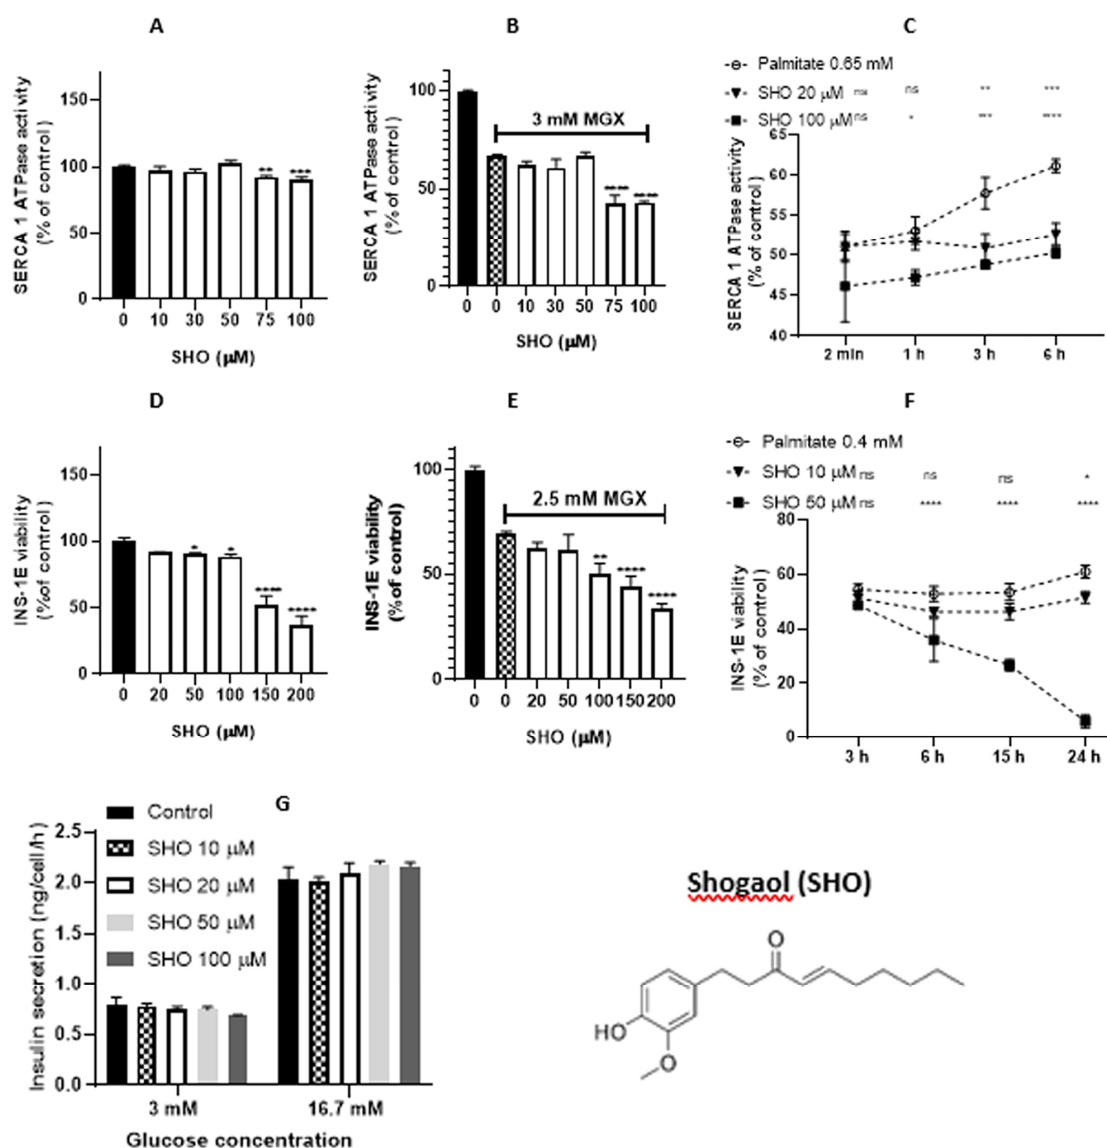 A
SERCA 1 ATPase activity
(% of control)
150
100
50
0
** ***
0 10 30 50 75 100
SHO (μM)
B
SERCA 1 ATPase activity
(% of control)
100
50
0
3 mM MGX
**** ****
0 0 10 30 50 75 100
SHO (μM)
C
Palmitate 0.65 mM
SHO 20 μM ns ns ** ***
SHO 100 μM ns * *** ****
SERCA 1 ATPase activity
(% of control)
65
60
55
50
45
40
2 min 1 h 3 h 6 h
D
INS-1E viability
(%of control)
150
100
50
0
* * **** ****
0 20 50 100 150 200
SHO (μM)
E
INS-1E viability
(%of control)
100
50
0
2.5 mM MGX
** **** ****
0 0 20 50 100 150 200
SHO (μM)
F
Palmitate 0.4 mM
SHO 10 μM ns ns ns *
SHO 50 μM ns **** **** ****
INS-1E viability
(% of control)
80
60
40
20
0
3 h 6 h 15 h 24 h
G
Control
SHO 10 μM
SHO 20 μM
SHO 50 μM
SHO 100 μM
Insulin secretion (ng/cell/h)
2.5
2.0
1.5
1.0
0.5
0.0
3 mM 16.7 mM
Glucose concentration
Shogaol (SHO)
O
HO
O